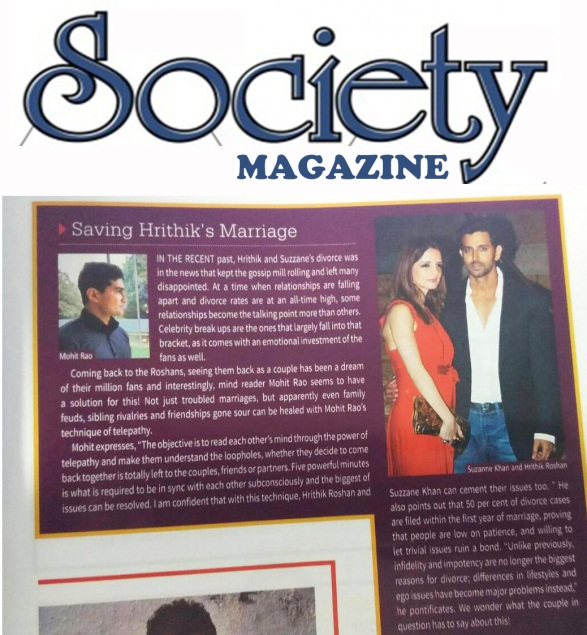 Society
MAGAZINE
Saving Hrithik's Marriage
IN THE RECENT past, Hrithik and Suzzane's divorce was
in the news that kept the gossip mill rolling and left many
disappointed. At a time when relationships are falling
apart and divorce rates are at an all-time high, some
relationships become the talking point more than others.
Celebrity break ups are the ones that largely fall into that
bracket, as it comes with an emotional investment of the
fans as well.
Mohit Rao
Coming back to the Roshans, seeing them back as a couple has been a dream
of their million fans and interestingly, mind reader Mohit Rao seems to have
a solution for this! Not just troubled marriages, but apparently even family
feuds, sibling rivalries and friendships gone sour can be healed with Mohit Rao's
technique of telepathy.
Mohit expresses, "The objective is to read each other's mind through the power of
telepathy and make them understand the loopholes, whether they decide to come
back together is totally left to the couples, friends or partners. Five powerful minutes
is what is required to be in sync with each other subconsciously and the biggest of
issues can be resolved. I am confident that with this technique, Hrithik Roshan and
Suzanne Khan and Hrithik Roshan
Suzzane Khan can cement their issues too. " He
also points out that 50 per cent of divorce cases
are filed within the first year of marriage, proving
that people are low on patience, and willing to
let trivial issues ruin a bond. "Unlike previously,
infidelity and impotency are no longer the biggest
reasons for divorce; differences in lifestyles and
ego issues have become major problems instead,"
he pontificates. We wonder what the couple in
question has to say about this!